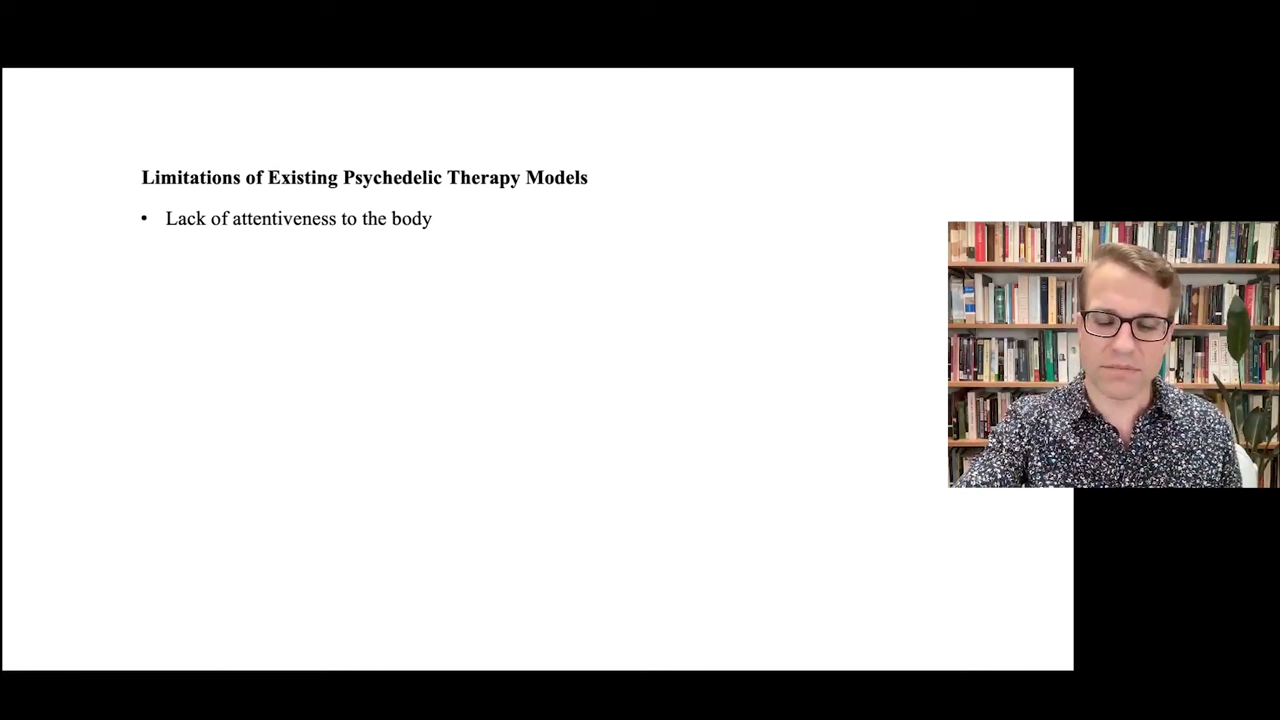 Limitations of Existing Psychedelic Therapy Models
• Lack of attentiveness to the body